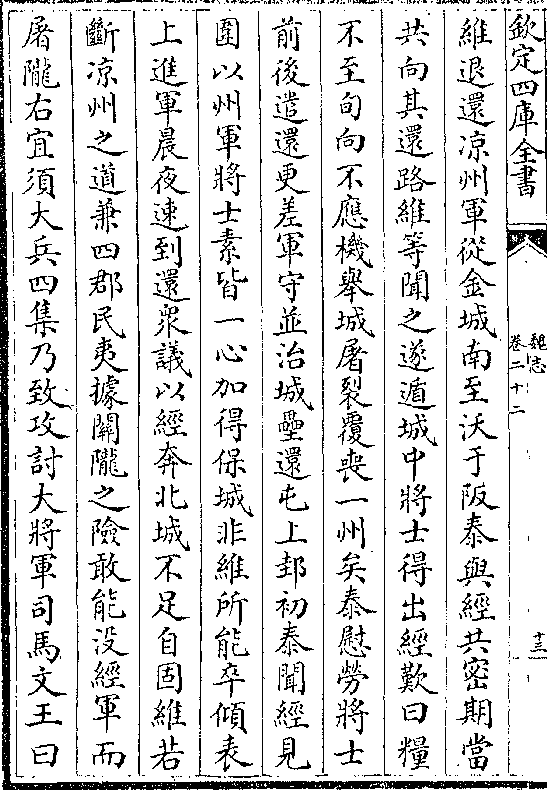 欽定四庫全書
魏志
卷二十二
十三
維退還凉州軍從金城南至沃于阪泰與經共密期當
共向其還路維等聞之遂遁城中將士得出經歎曰糧
不至旬向不應機舉城屠裂覆喪一州矣泰慰勞將士
前後遣還更差軍守並治城壘還屯上邽初泰聞經見
圍以州軍將士素皆一心加得保城非維所能卒傾表
上進軍晨夜速到還衆議以經奔北城不足自固維若
斷凉州之道兼四郡民夷據關隴之險敢能沒經軍而
屠隴右宜須大兵四集乃致攻討大將軍司馬文王曰